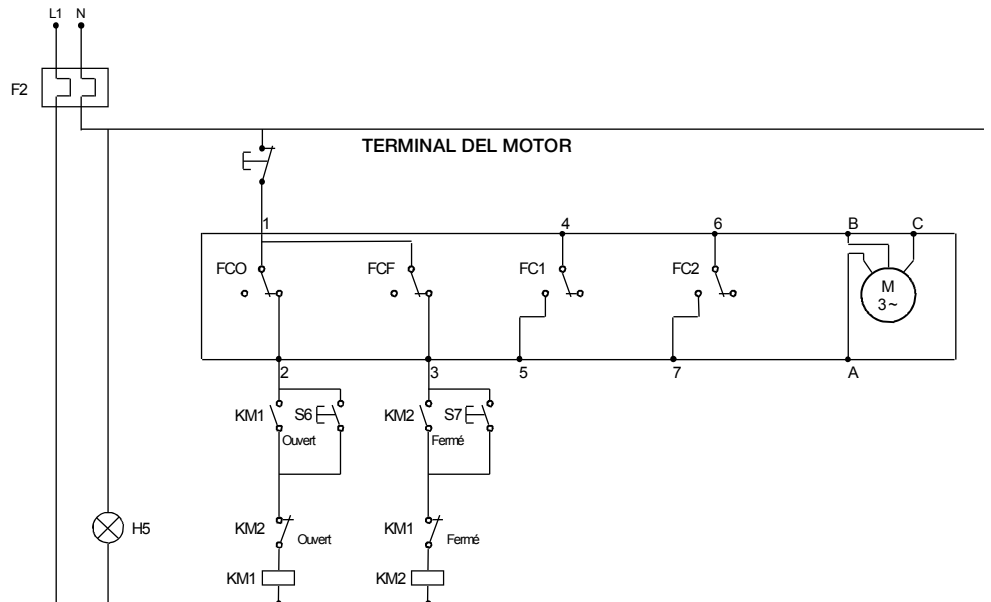 L1 N
F2
TERMINAL DEL MOTOR
1 4 6 B C
FCO FCF FC1 FC2 M
3~
2 3 5 7 A
KM1 S6 KM2 S7
Ouvert Fermé
H5 KM2 Ouvert KM1 Fermé
KM1 KM2